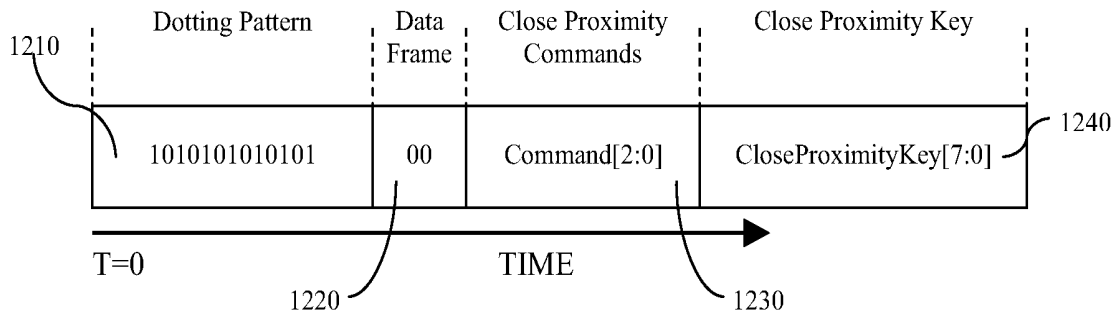 Dotting Pattern
Data
Frame
Close Proximity
Commands
Close Proximity Key
1210
1010101010101
00
Command[2:0]
CloseProximityKey[7:0]
1240
T=0
TIME
1220
1230